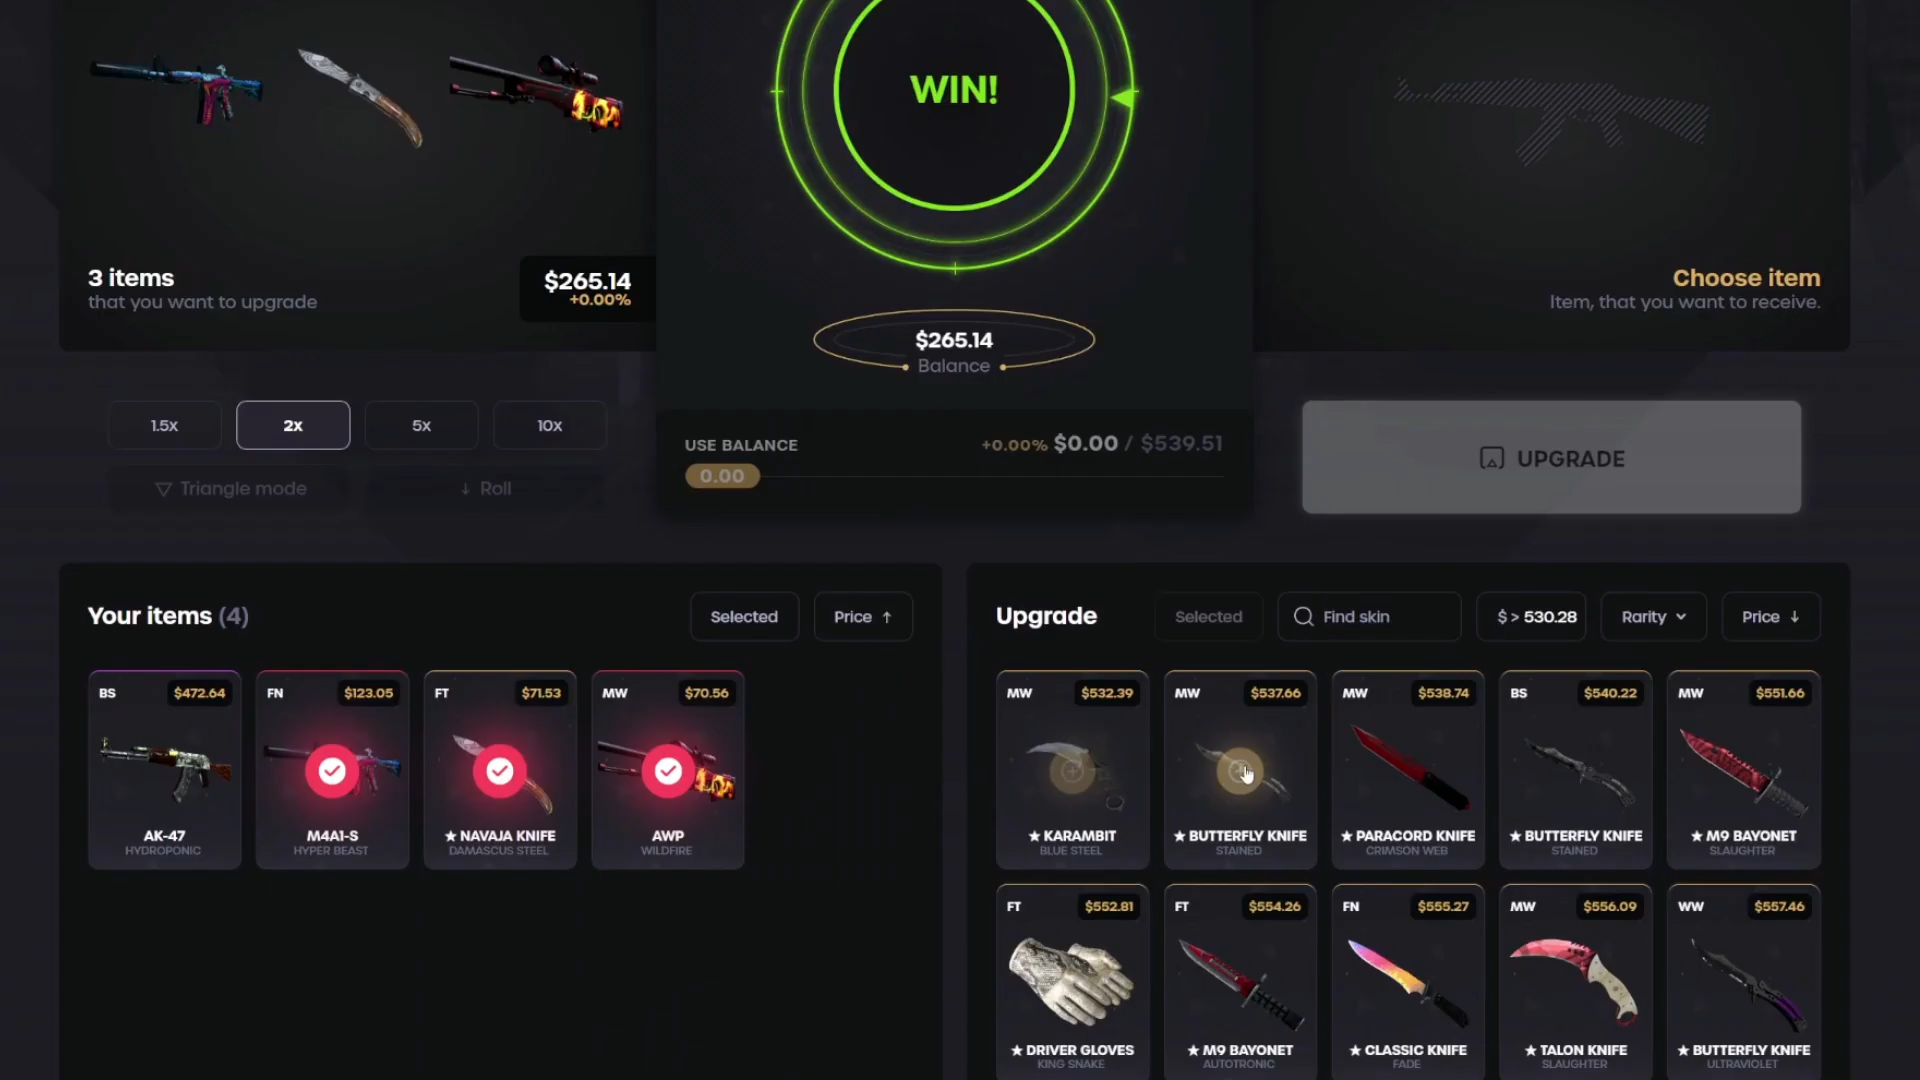 WIN!
3 items
that you want to upgrade
$265.14
+0.00%
$265.14
Balance
Choose item
Item, that you want to receive.
1.5x
2x
5x
10x
Triangle mode
Roll
USE BALANCE
+0.00% $0.00 / $539.51
0.00
UPGRADE
Your items (4)
Selected
Price
BS
$472.64
AK-47
HYDROPONIC
FN
$123.05
M4A1-S
HYPER BEAST
FT
$71.53
★ NAVAJA KNIFE
DAMASCUS STEEL
MW
$70.56
AWP
WILDFIRE
Upgrade
Selected
Find skin
$ > 530.28
Rarity
Price
MW
$532.39
★ KARAMBIT
BLUE STEEL
MW
$537.66
★ BUTTERFLY KNIFE
STAINED
MW
$538.74
★ PARACORD KNIFE
CRIMSON WEB
BS
$540.22
★ BUTTERFLY KNIFE
STAINED
MW
$551.66
★ M9 BAYONET
SLAUGHTER
FT
$552.81
★ DRIVER GLOVES
KING SNAKE
FT
$554.26
★ M9 BAYONET
AUTOTRONIC
FN
$555.27
★ CLASSIC KNIFE
FADE
MW
$556.09
★ TALON KNIFE
SLAUGHTER
WW
$557.46
★ BUTTERFLY KNIFE
ULTRAVIOLET